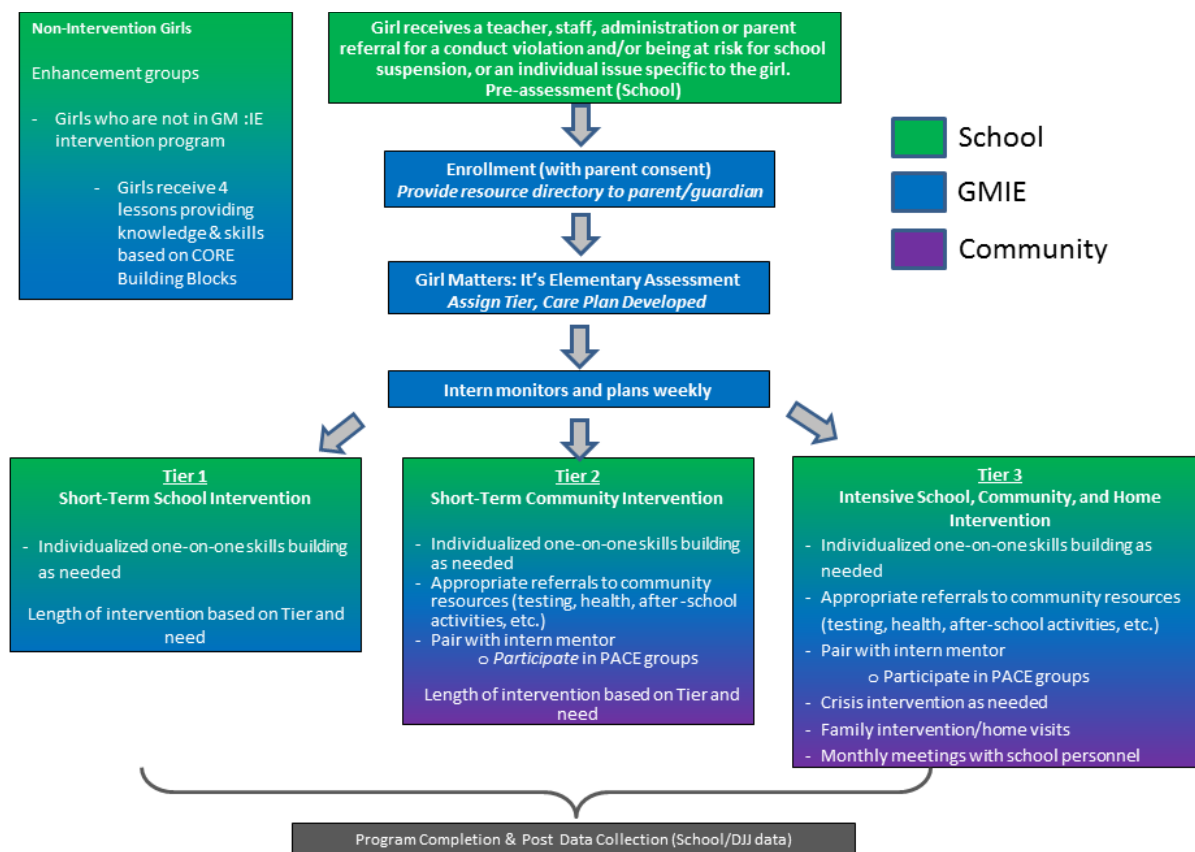 Non-Intervention Girls
Enhancement groups
- Girls who are not in GM :IE
intervention program
- Girls receive 4
lessons providing
knowledge & skills
based on CORE
Building Blocks
Girl receives a teacher, staff, administration or parent
referral for a conduct violation and/or being at risk for school
suspension, or an individual issue specific to the girl.
Pre-assessment (School)
School
GMIE
Community
Enrollment (with parent consent)
Provide resource directory to parent/guardian
Girl Matters: It's Elementary Assessment
Assign Tier, Care Plan Developed
Intern monitors and plans weekly
Tier 1
Short-Term School Intervention
- Individualized one-on-one skills building
as needed
Length of intervention based on Tier and
need
Tier 2
Short-Term Community Intervention
- Individualized one-on-one skills building
as needed
- Appropriate referrals to community
resources (testing, health, after -school
activities, etc.)
- Pair with intern mentor
o Participate in PACE groups
Length of intervention based on Tier and
need
Tier 3
Intensive School, Community, and Home
Intervention
- Individualized one-on-one skills building as
needed
- Appropriate referrals to community resources
(testing, health, after-school activities, etc.)
- Pair with intern mentor
o Participate in PACE groups
- Crisis intervention as needed
- Family intervention/home visits
- Monthly meetings with school personnel
Program Completion & Post Data Collection (School/DJJ data)